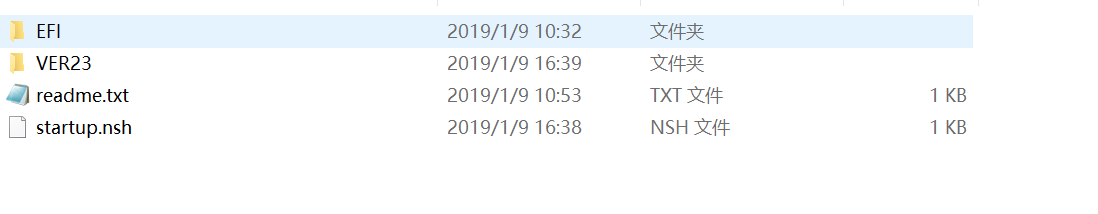 EFI 2019/1/9 10:32 文件夹
VER23 2019/1/9 16:39 文件夹
readme.txt 2019/1/9 10:53 TXT 文件 1 KB
startup.nsh 2019/1/9 16:38 NSH 文件 1 KB